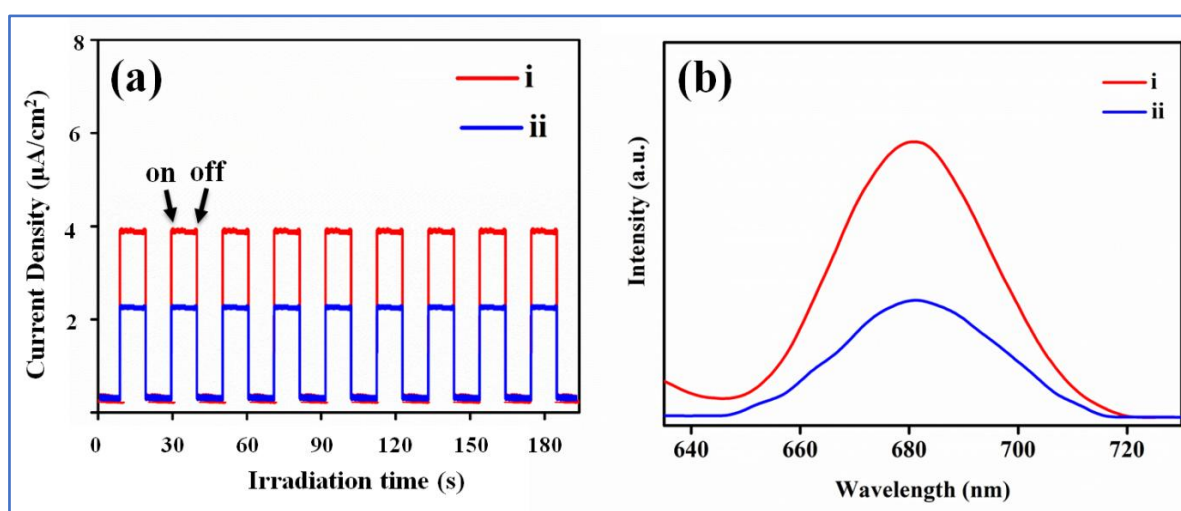 (a)
i
ii
on off
8
6
4
2
0 30 60 90 120 150 180
Current Density (µA/cm²)
Irradiation time (s)
(b)
i
ii
Intensity (a.u.)
640 660 680 700 720
Wavelength (nm)